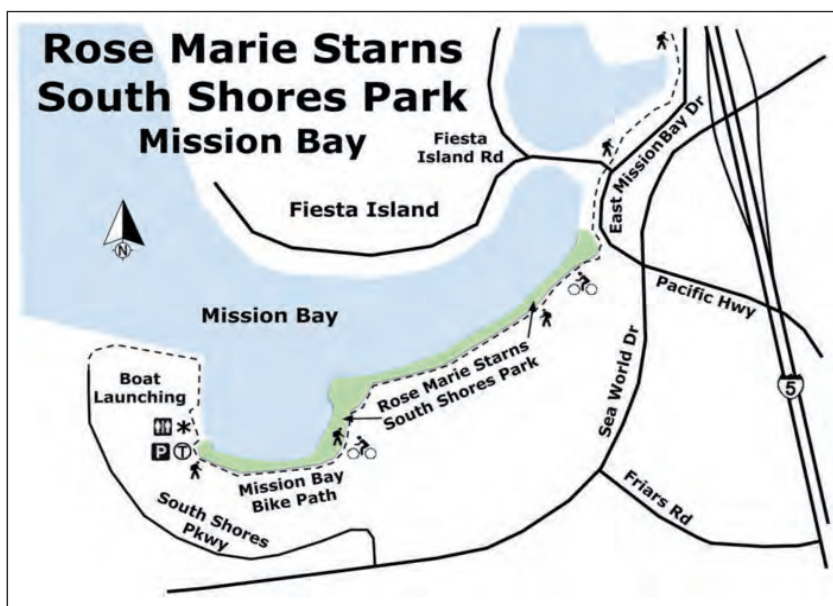 Rose Marie Starns
South Shores Park
Mission Bay
Fiesta
Island Rd
East Mission Bay Dr
Fiesta Island
N
Mission Bay
Pacific Hwy
Boat
Launching
Rose Marie Starns
South Shores Park
Sea World Dr
5
P T
Mission Bay
Bike Path
South Shores
Pkwy
Friars Rd